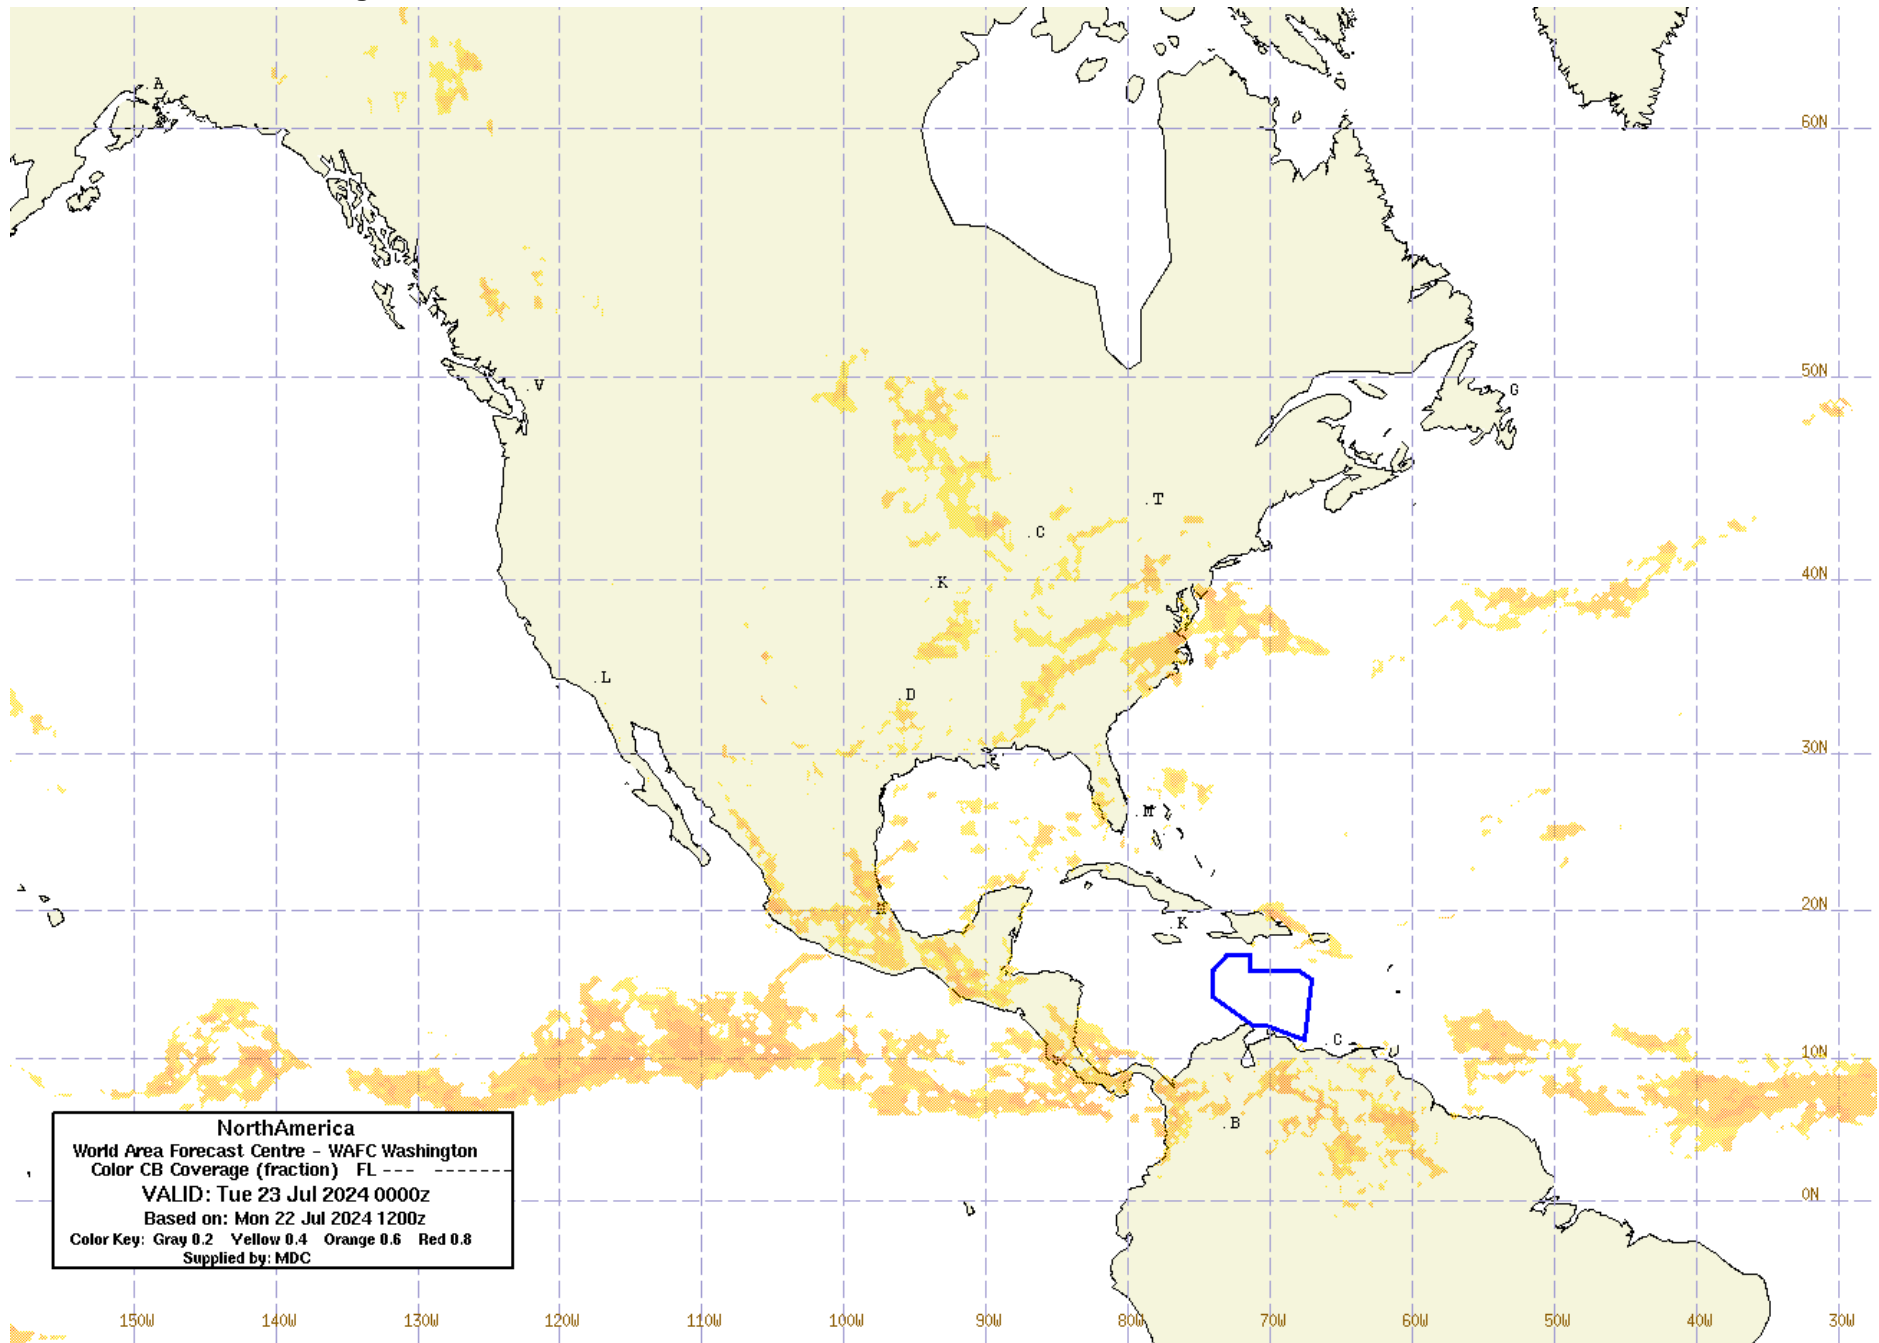 A
60N
V
50N
G
T
C
K
40N
L
D
30N
M
M
20N
K
C
10N
B
0N
NorthAmerica
World Area Forecast Centre - WAFC Washington
Color CB Coverage (fraction) FL --- --------
VALID: Tue 23 Jul 2024 0000z
Based on: Mon 22 Jul 2024 1200z
Color Key: Gray 0.2 Yellow 0.4 Orange 0.6 Red 0.8
Supplied by: MDC
150W 140W 130W 120W 110W 100W 90W 80W 70W 60W 50W 40W 30W